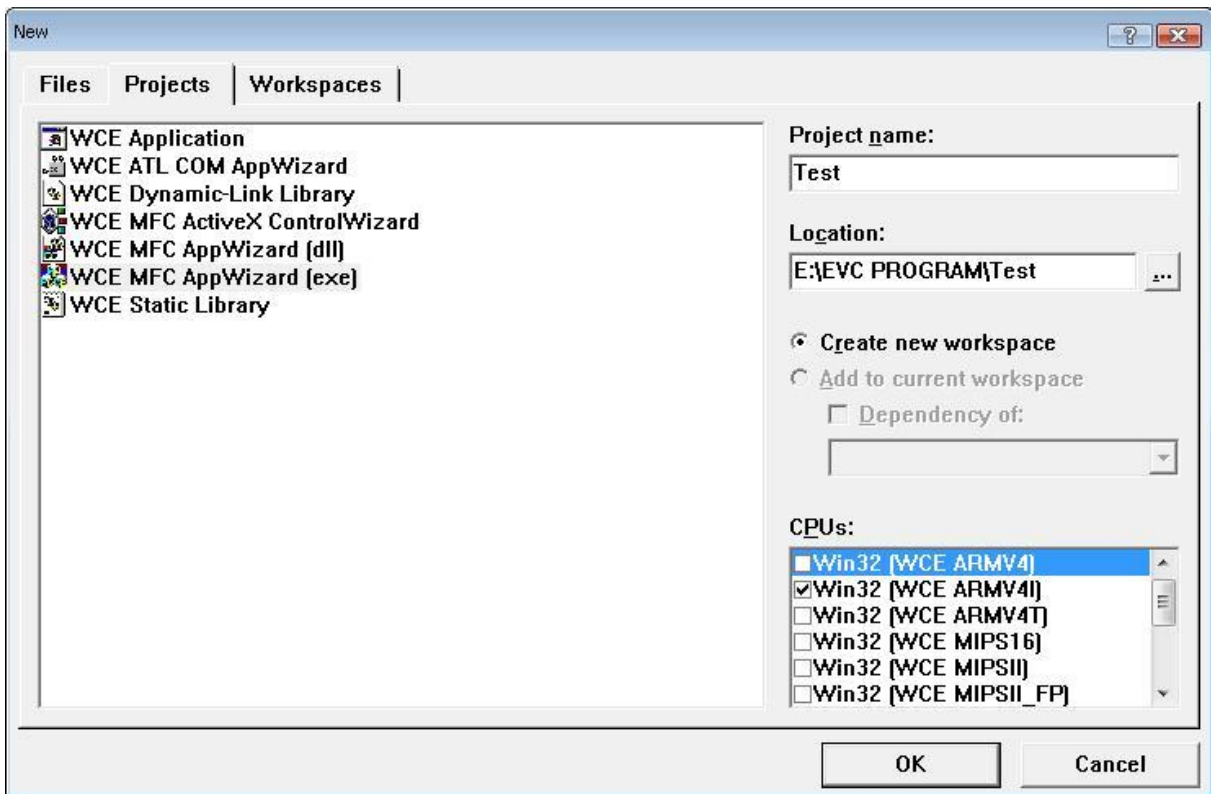 New
Files Projects Workspaces
WCE Application
WCE ATL COM AppWizard
WCE Dynamic-Link Library
WCE MFC ActiveX ControlWizard
WCE MFC AppWizard (dll)
WCE MFC AppWizard (exe)
WCE Static Library
Project name:
Test
Location:
E:\EVC PROGRAM\Test
...
Create new workspace
Add to current workspace
Dependency of:
CPUs:
Win32 (WCE ARMV4)
Win32 (WCE ARMV4I)
Win32 (WCE ARMV4T)
Win32 (WCE MIPS16)
Win32 (WCE MIPSII)
Win32 (WCE MIPSII_FP)
OK Cancel